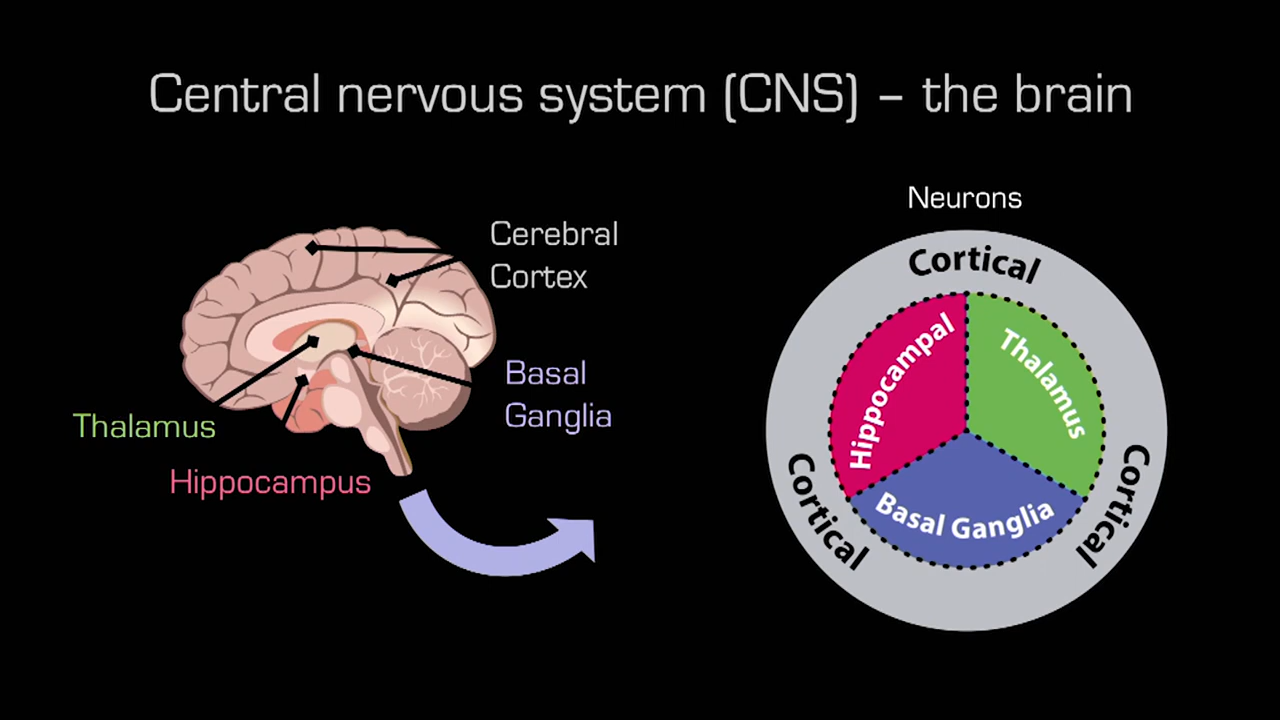 Central nervous system (CNS) – the brain
Cerebral
Cortex
Basal
Ganglia
Thalamus
Hippocampus
Neurons
Cortical
Hippocampal
Thalamus
Basal Ganglia
Cortical
Cortical